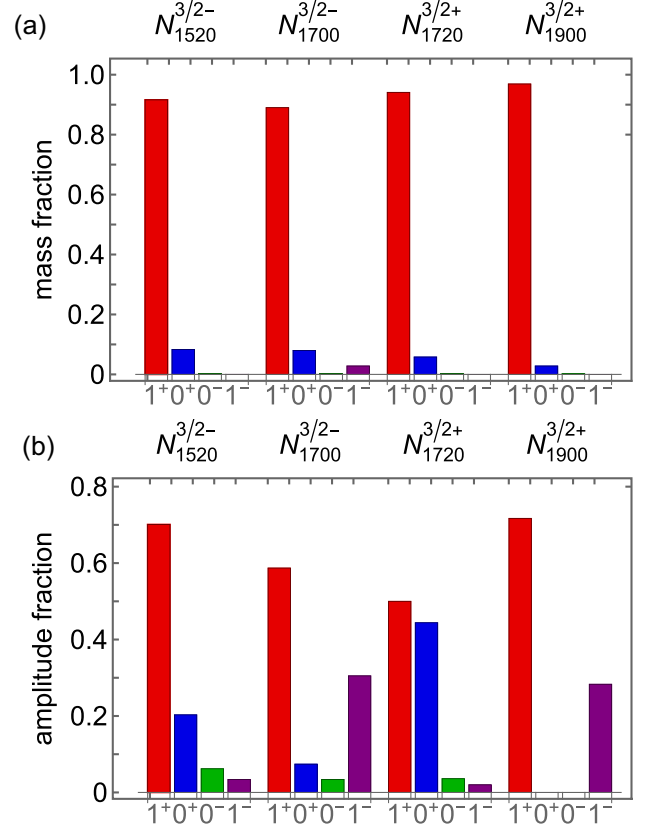 (a) N 3/2− 1520 N 3/2− 1700 N 3/2+ 1720 N 3/2+ 1900
mass fraction
1.0
0.8
0.6
0.4
0.2
0
1+0+0−1− 1+0+0−1− 1+0+0−1− 1+0+0−1−
(b) N 3/2− 1520 N 3/2− 1700 N 3/2+ 1720 N 3/2+ 1900
amplitude fraction
0.8
0.6
0.4
0.2
0
1+0+0−1− 1+0+0−1− 1+0+0−1− 1+0+0−1−